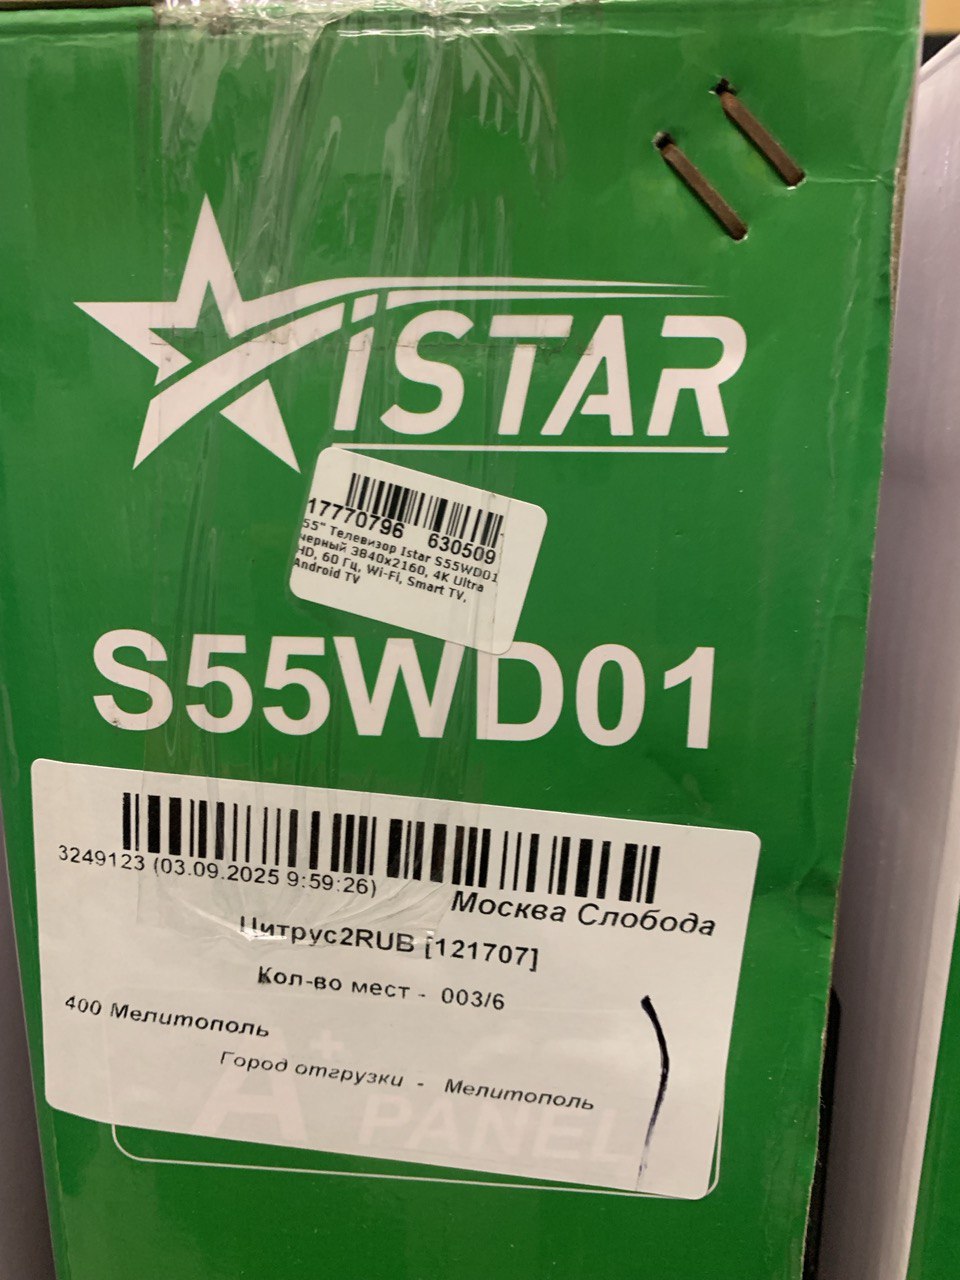 ISTAR
17770796 630509
55" Телевизор Istar S55WD01
черный 3840x2160, 4K Ultra
HD, 60 Гц, Wi-Fi, Smart TV,
Android TV
S55WD01
3249123 (03.09.2025 9:59:26)
Москва Слобода
Цитрус2RUB [121707]
Кол-во мест - 003/6
400 Мелитополь
Город отгрузки - Мелитополь
A+
PANEL